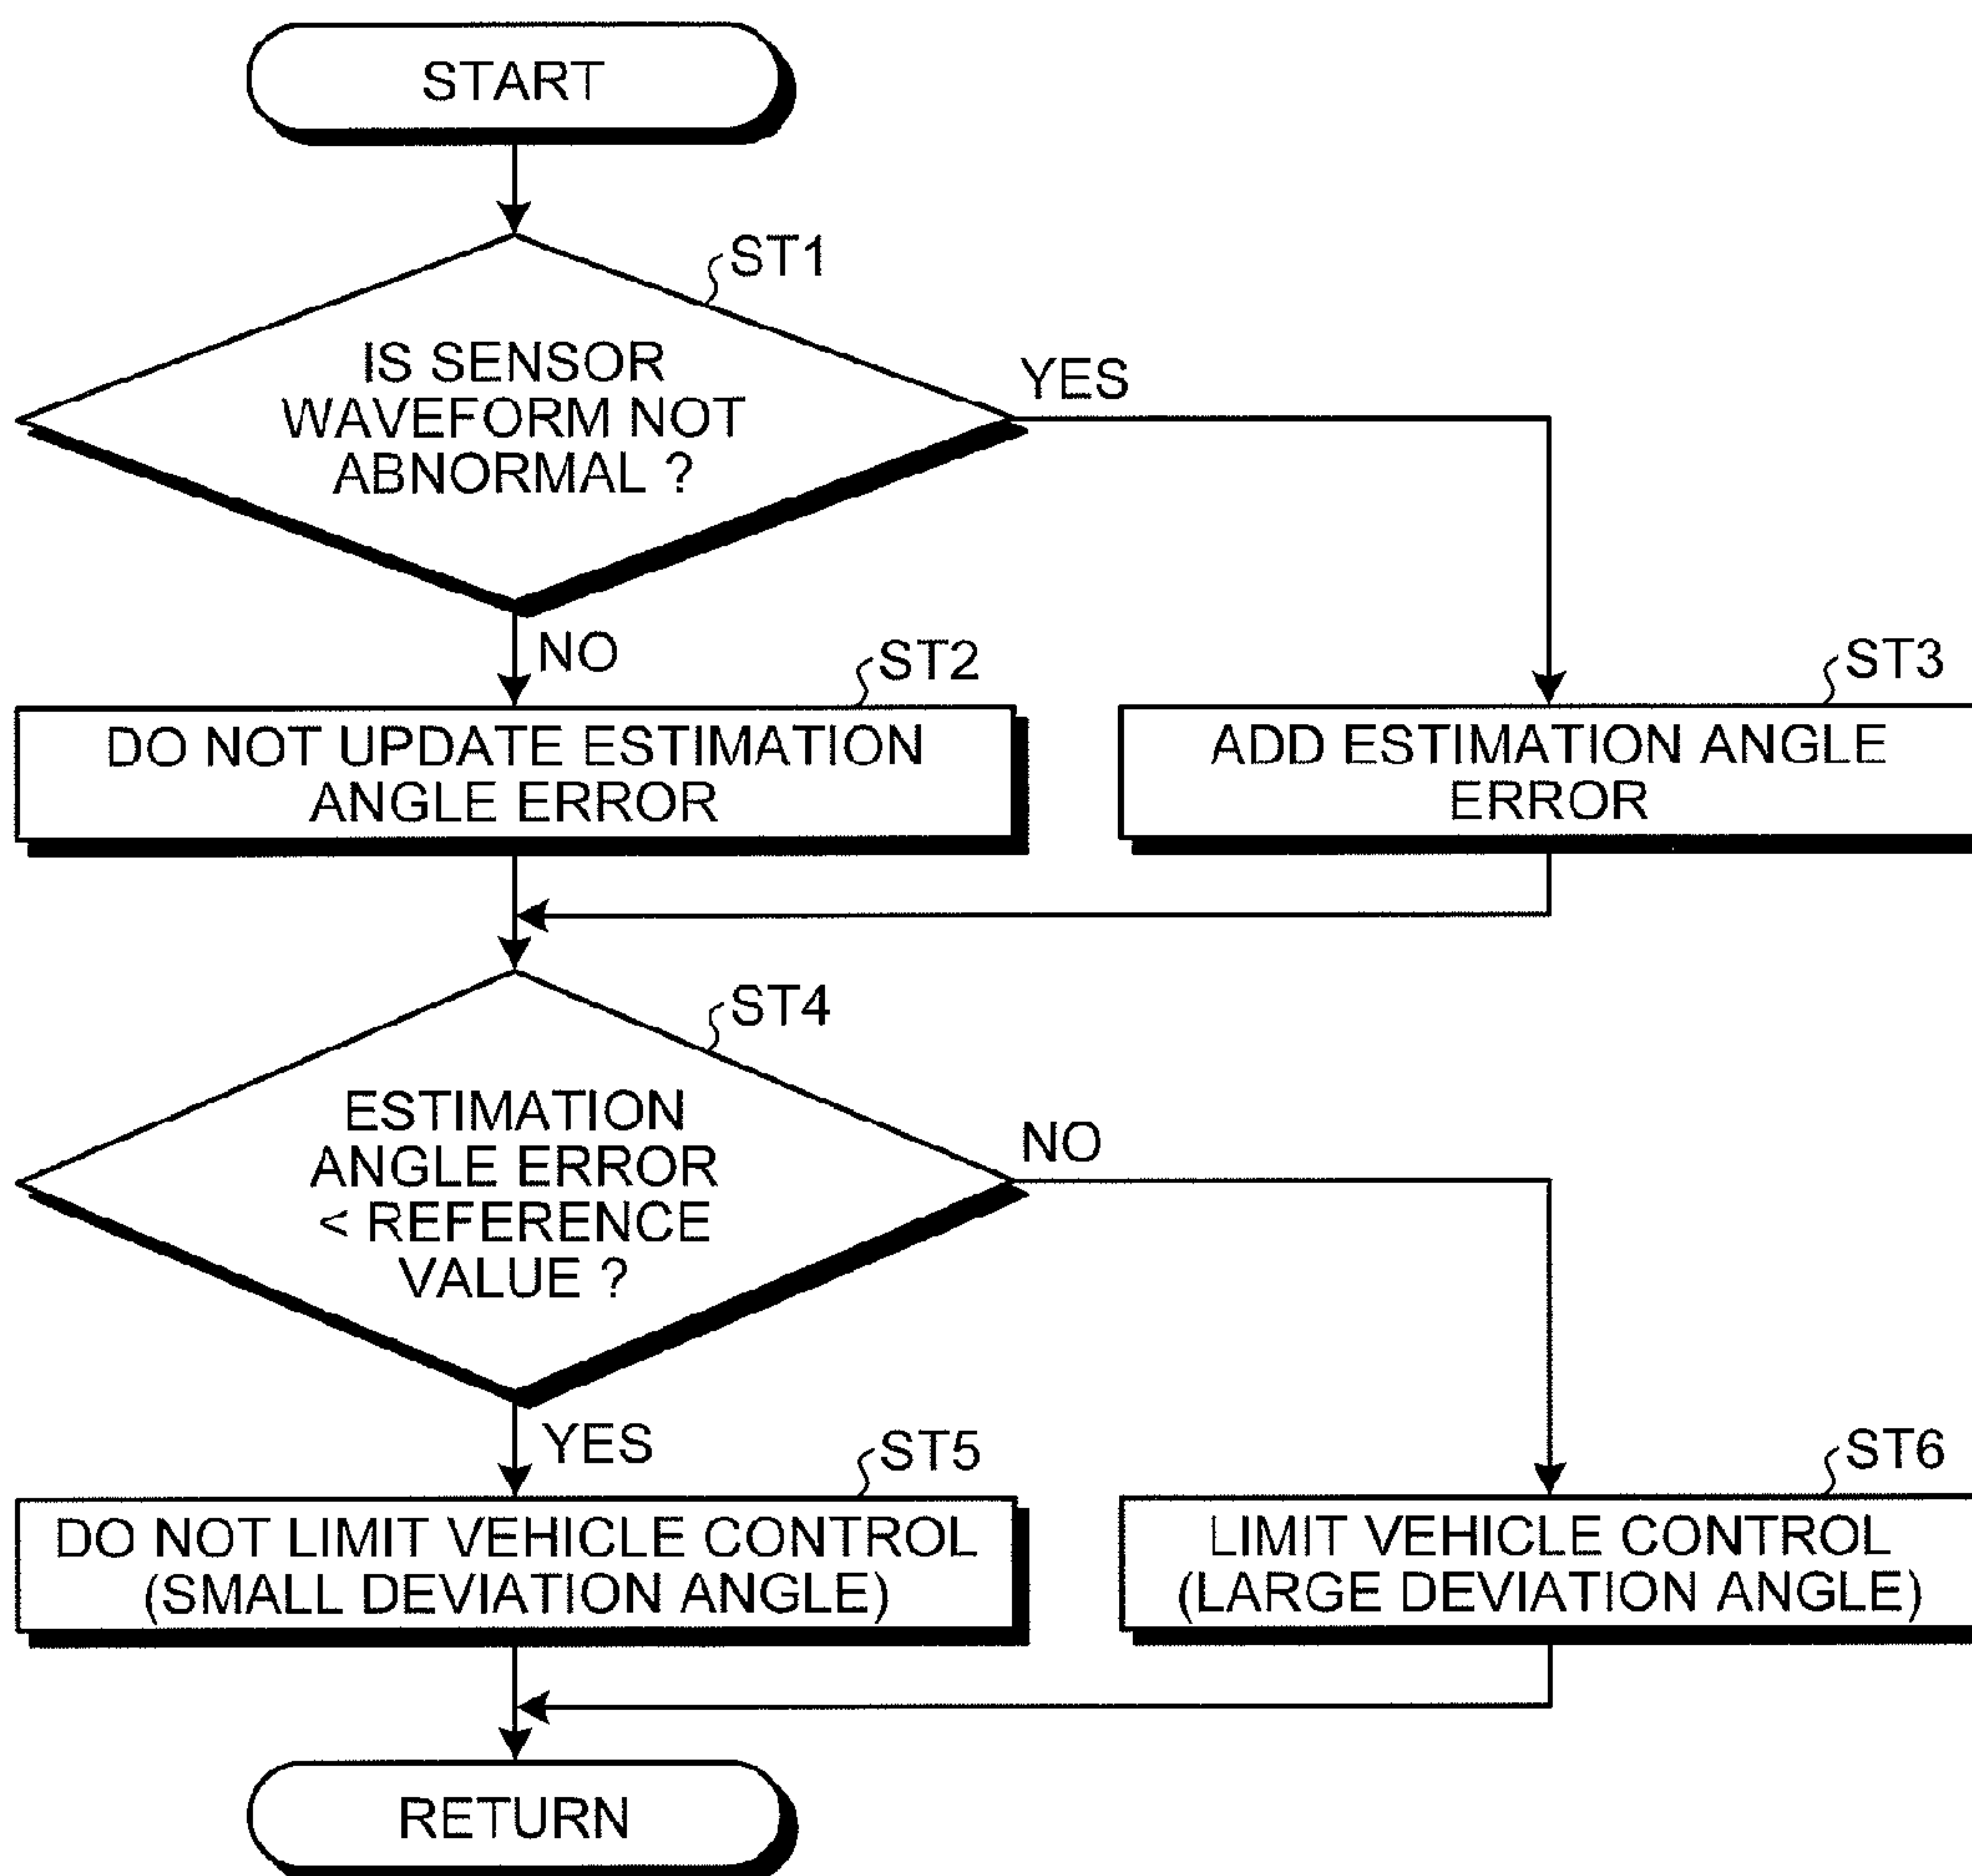 START
ST1
IS SENSOR
WAVEFORM NOT
ABNORMAL ?
YES
NO
ST2
DO NOT UPDATE ESTIMATION
ANGLE ERROR
ST3
ADD ESTIMATION ANGLE
ERROR
ST4
ESTIMATION
ANGLE ERROR
< REFERENCE
VALUE ?
NO
YES
ST5
DO NOT LIMIT VEHICLE CONTROL
(SMALL DEVIATION ANGLE)
ST6
LIMIT VEHICLE CONTROL
(LARGE DEVIATION ANGLE)
RETURN